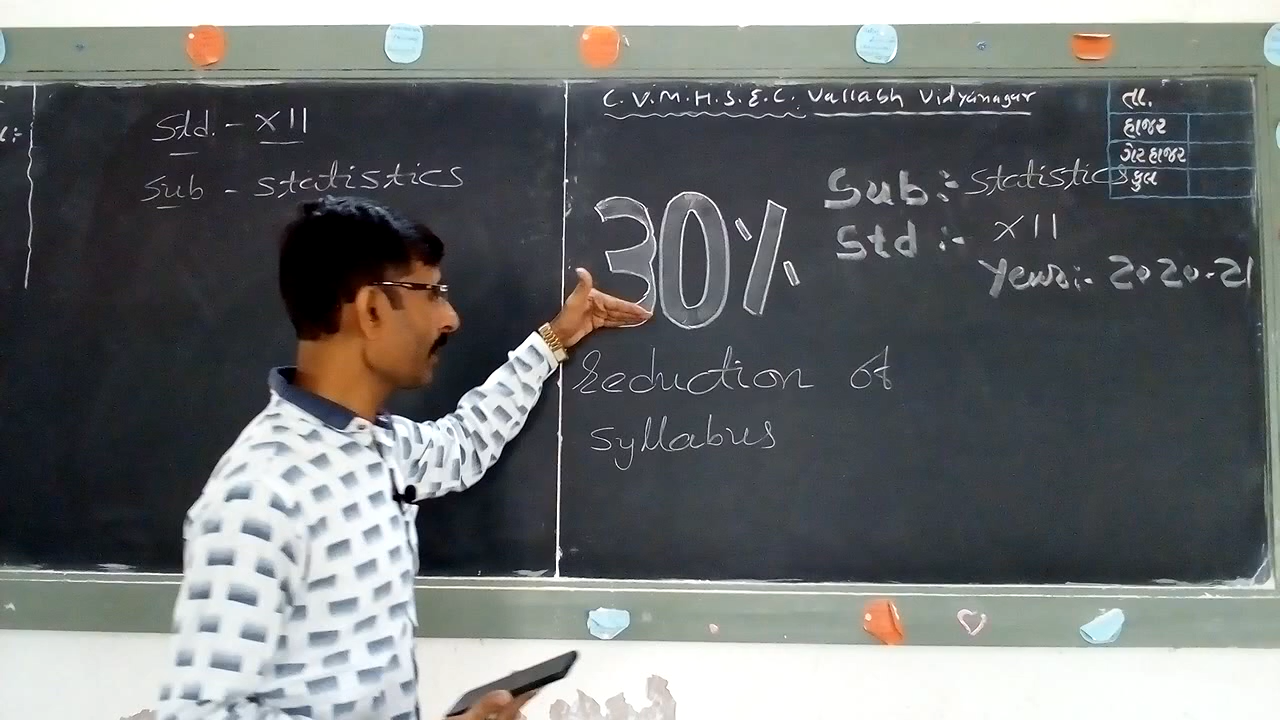 Std. - XII
Sub - Statistics
C.V.M.H.S.E.C. Vallabh Vidyanagar
30%
Reduction of
Syllabus
Sub :- Statistics
Std :- XII
Year:- 2020-21
તા.
હાજર
ગેરહાજર
કુલ